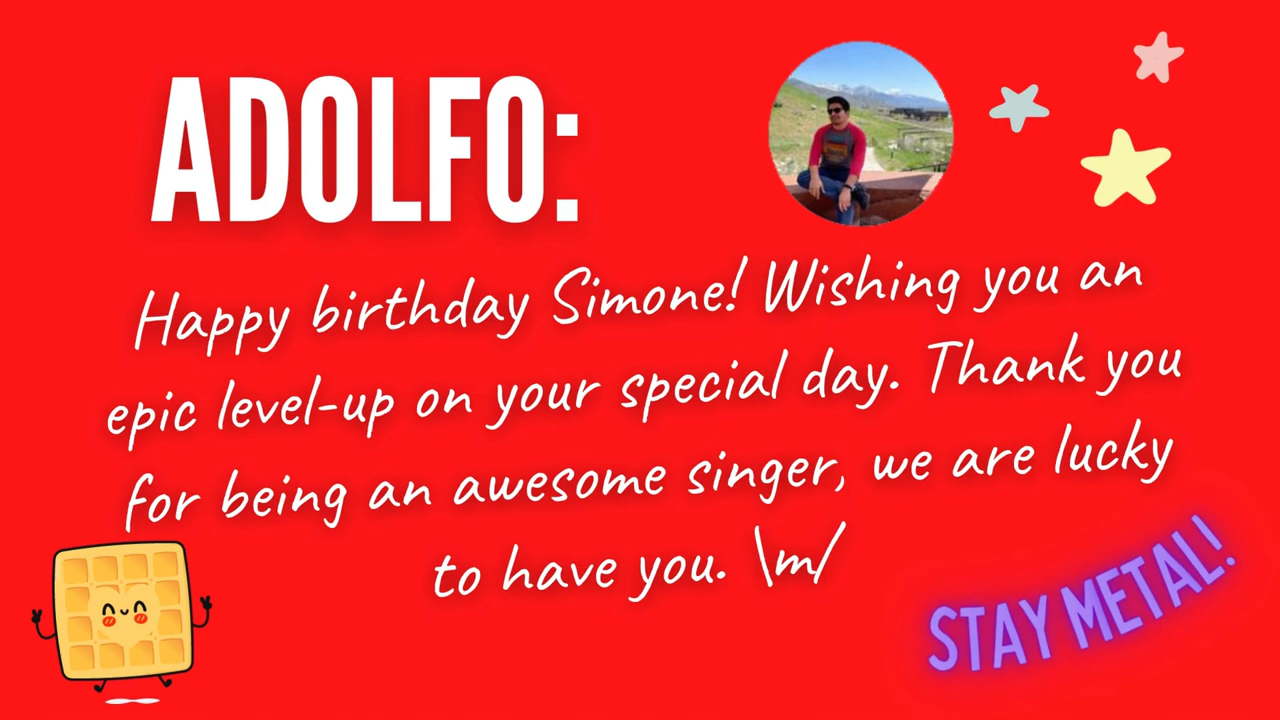 ADOLFO:
Happy birthday Simone! Wishing you an
epic level-up on your special day. Thank you
for being an awesome singer, we are lucky
to have you. \m/
STAY METAL!